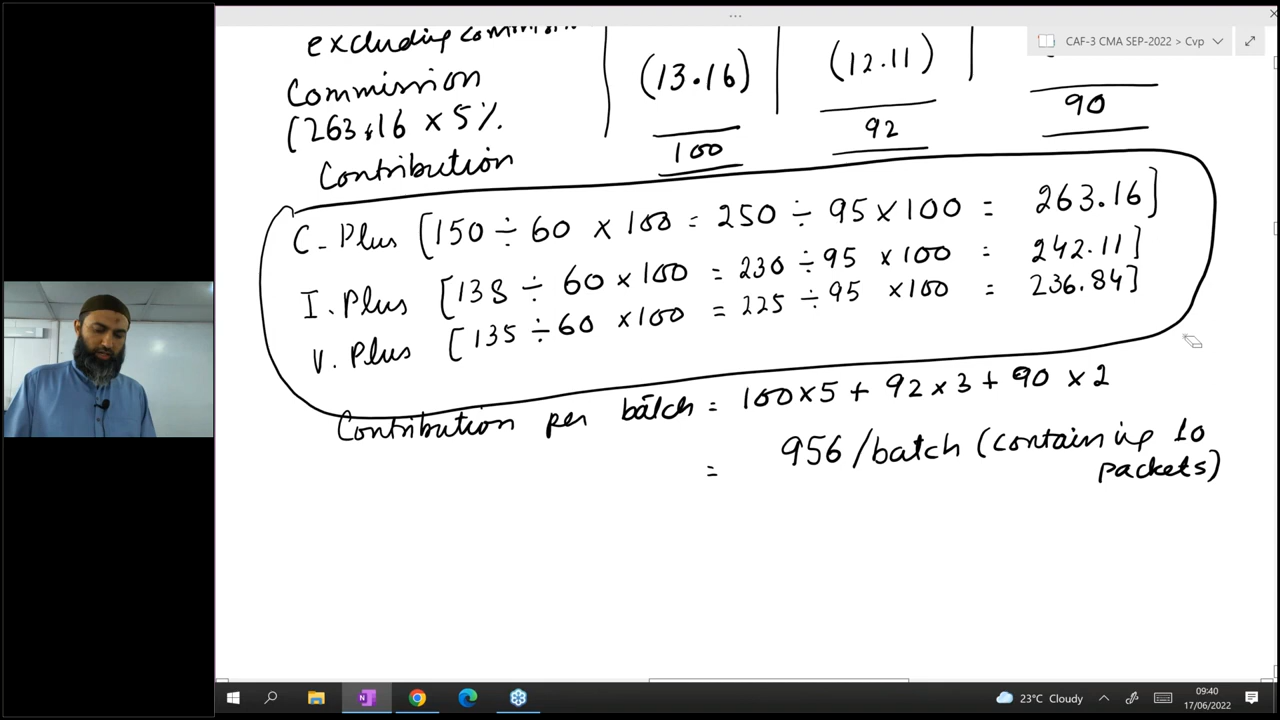 CAF-3 CMA SEP-2022 > Cvp
excluding
Commission (13.16) (12.11)
[263.16 × 5% 92 90
Contribution 100
C-Plus [150 ÷ 60 × 100 = 250 ÷ 95 × 100 = 263.16]
I. Plus [138 ÷ 60 × 100 = 230 ÷ 95 × 100 = 242.11]
V. Plus [135 ÷ 60 × 100 = 225 ÷ 95 × 100 = 236.84]
Contribution per batch = 100 × 5 + 92 × 3 + 90 × 2
= 956 /batch (containing 10
packets)
23°C Cloudy
09:40
17/06/2022